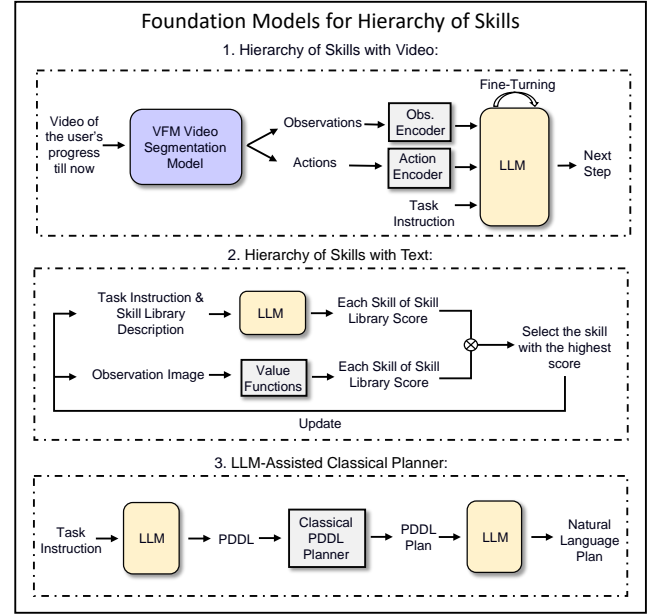 Foundation Models for Hierarchy of Skills
1. Hierarchy of Skills with Video:
Fine-Turning
Video of
the user's
progress
till now
VFM Video
Segmentation
Model
Observations
Actions
Obs.
Encoder
Action
Encoder
Task
Instruction
LLM
Next
Step
2. Hierarchy of Skills with Text:
Task Instruction &
Skill Library
Description
LLM
Each Skill of Skill
Library Score
Observation Image
Value
Functions
Each Skill of Skill
Library Score
Select the skill
with the highest
score
Update
3. LLM-Assisted Classical Planner:
Task
Instruction
LLM
PDDL
Classical
PDDL
Planner
PDDL
Plan
LLM
Natural
Language
Plan